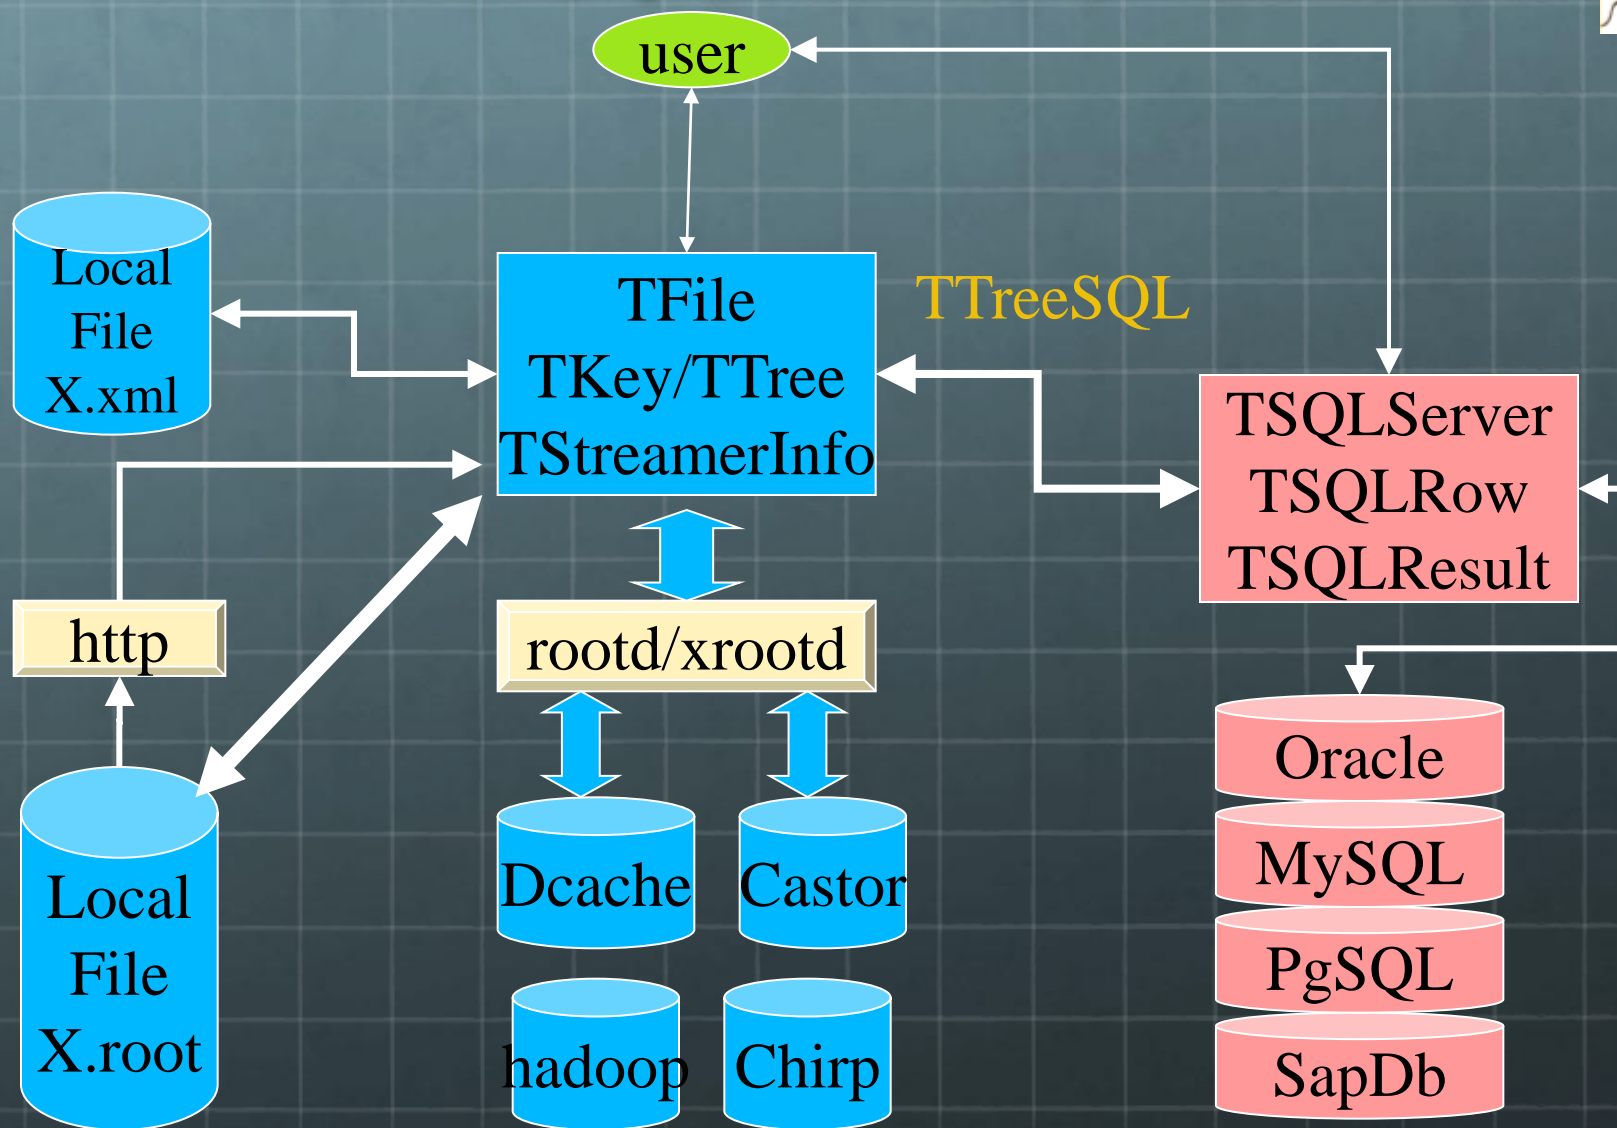 user
Local
File
X.xml
TFile
TKey/TTree
TStreamerInfo
TTreeSQL
TSQLServer
TSQLRow
TSQLResult
http
rootd/xrootd
Local
File
X.root
Dcache
Castor
hadoop
Chirp
Oracle
MySQL
PgSQL
SapDb